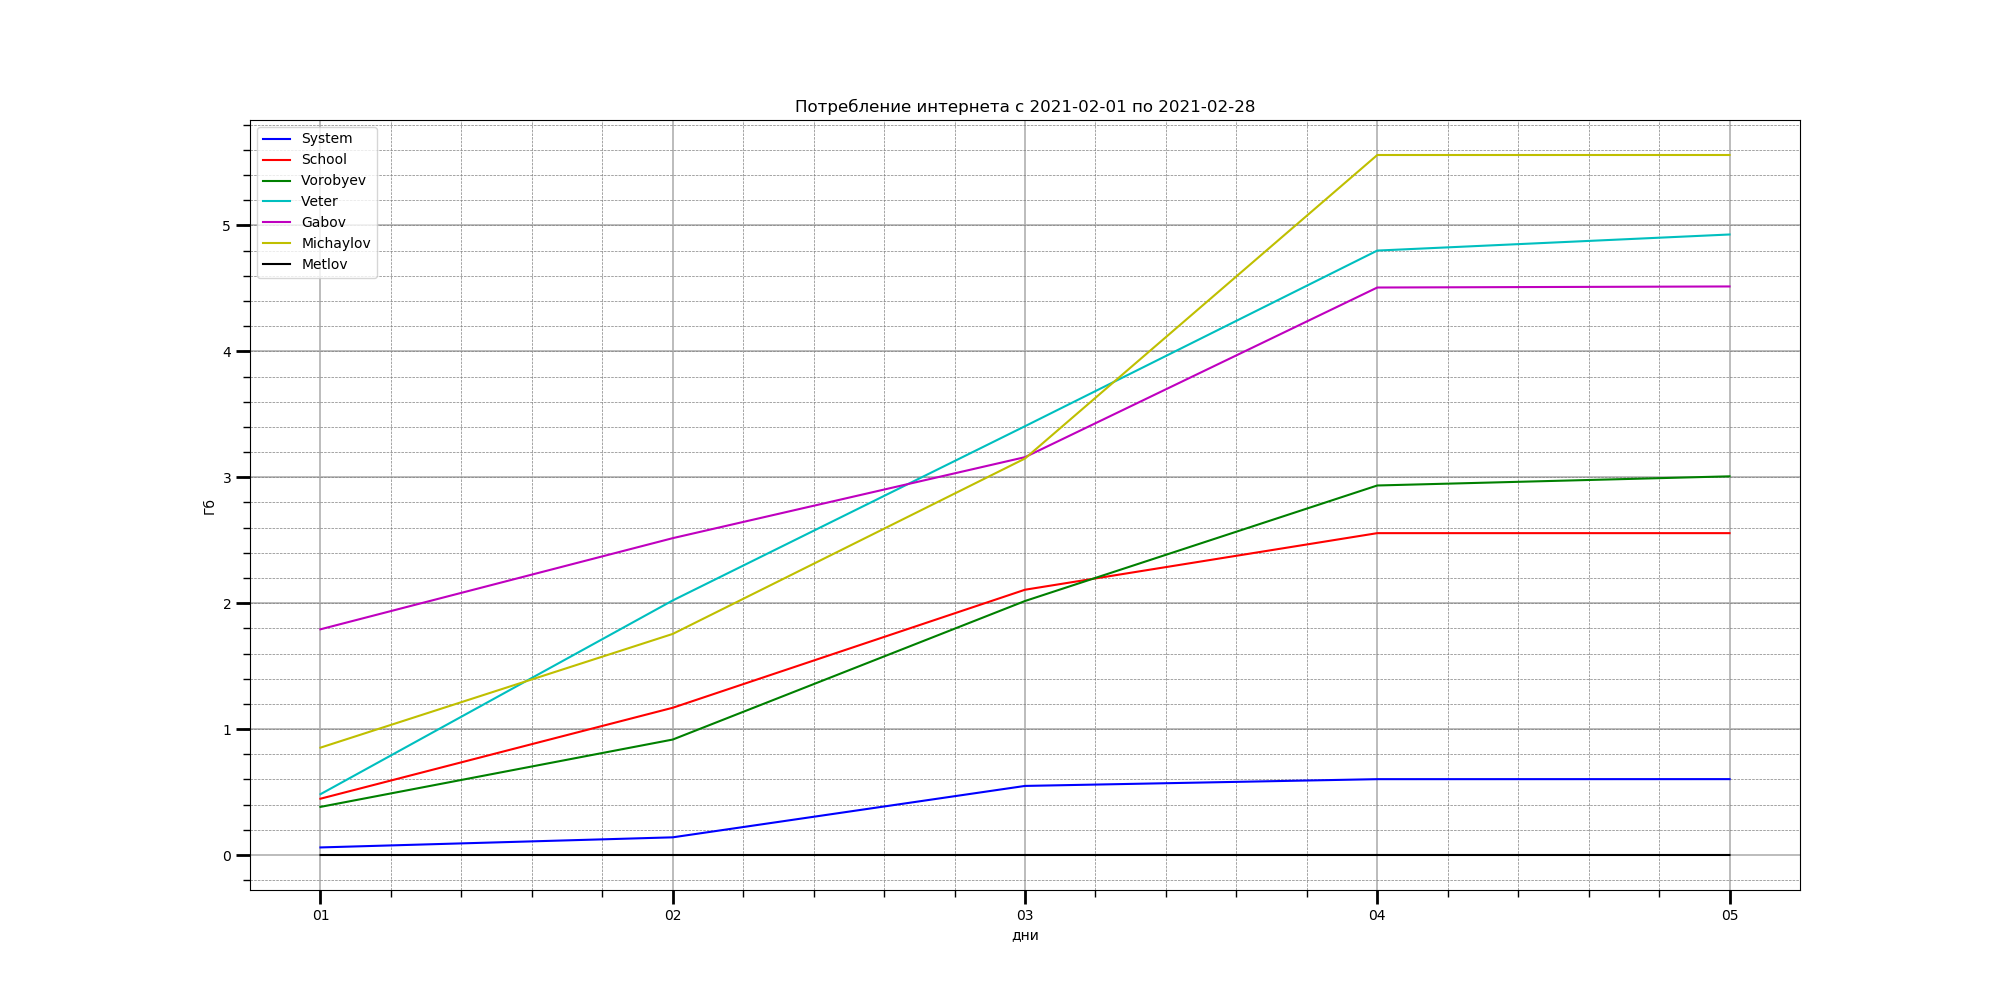 Потребление интернета с 2021-02-01 по 2021-02-28
System
School
Vorobyev
Veter
Gabov
Michaylov
Metlov
Гб
5
4
3
2
1
0
01 02 03 04 05
дни